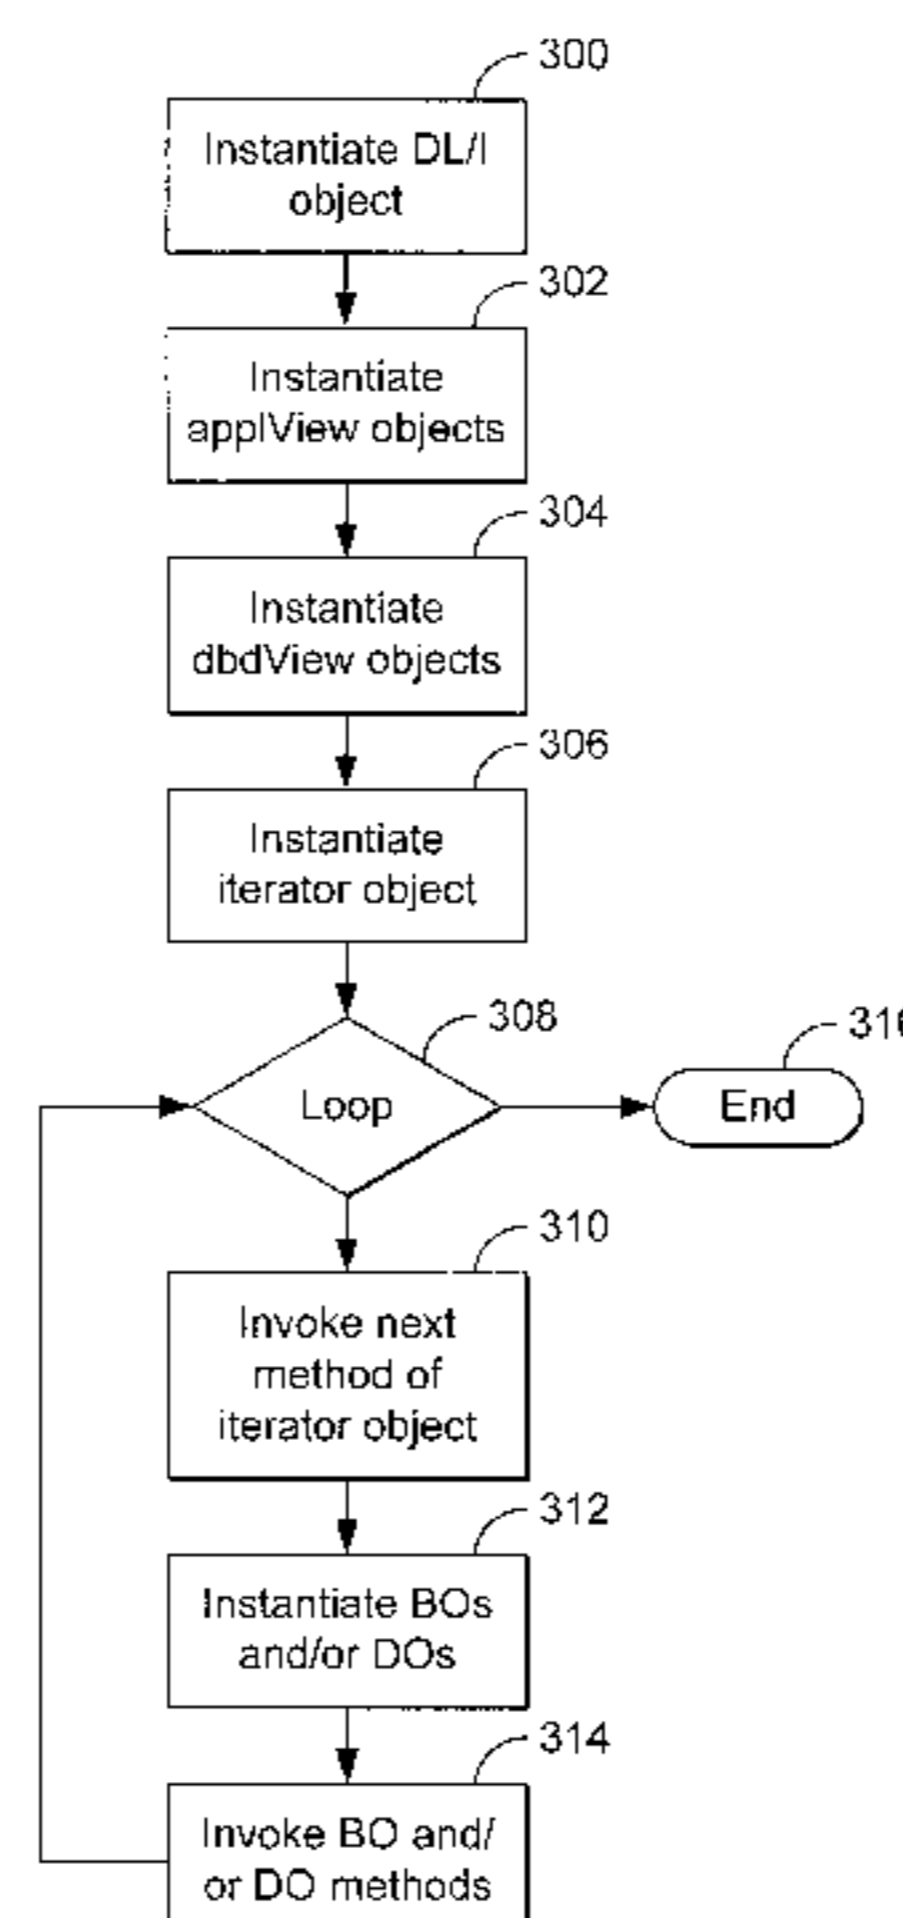 300
Instantiate DL/I
object
302
Instantiate
applView objects
304
Instantiate
dbdView objects
306
Instantiate
iterator object
308
Loop
End
310
Invoke next
method of
iterator object
312
Instantiate BOs
and/or DOs
314
Invoke BO and/
or DO methods